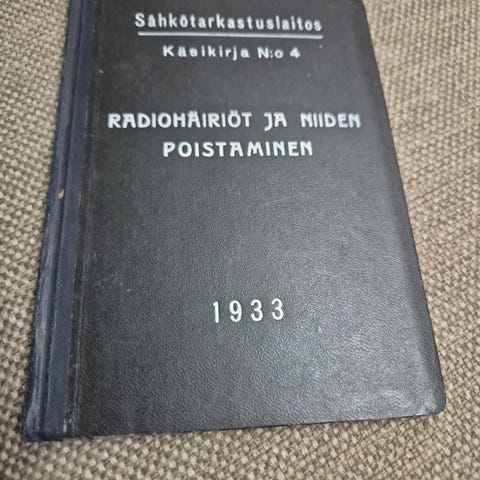 Sähkötarkastuslaitos
Käsikirja N:o 4
RADIOHÄIRIÖT JA NIIDEN
POISTAMINEN
1933